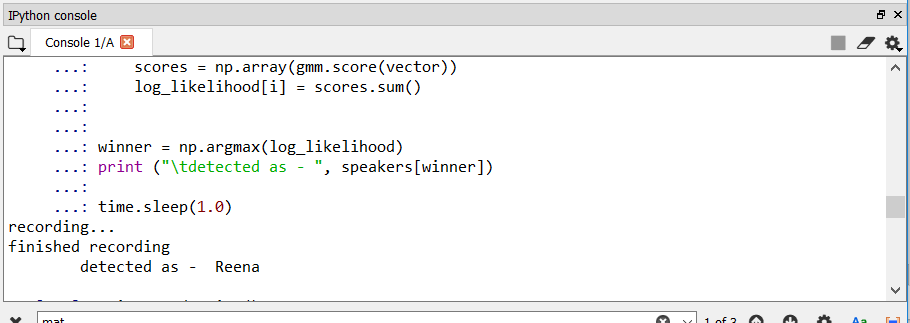 IPython console
Console 1/A
...:     scores = np.array(gmm.score(vector))
...:     log_likelihood[i] = scores.sum()
...:
...:
...: winner = np.argmax(log_likelihood)
...: print ("\tdetected as - ", speakers[winner])
...:
...: time.sleep(1.0)
recording...
finished recording
        detected as -  Reena
mat
1 of 3
Aa